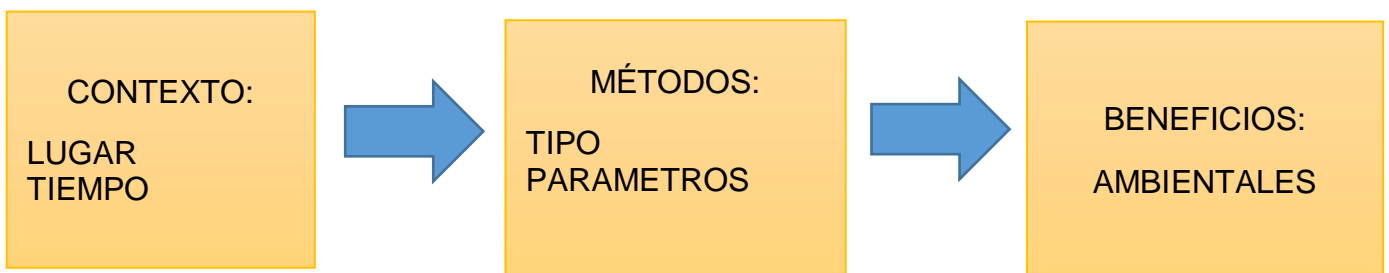 CONTEXTO:
LUGAR
TIEMPO
MÉTODOS:
TIPO
PARAMETROS
BENEFICIOS:
AMBIENTALES